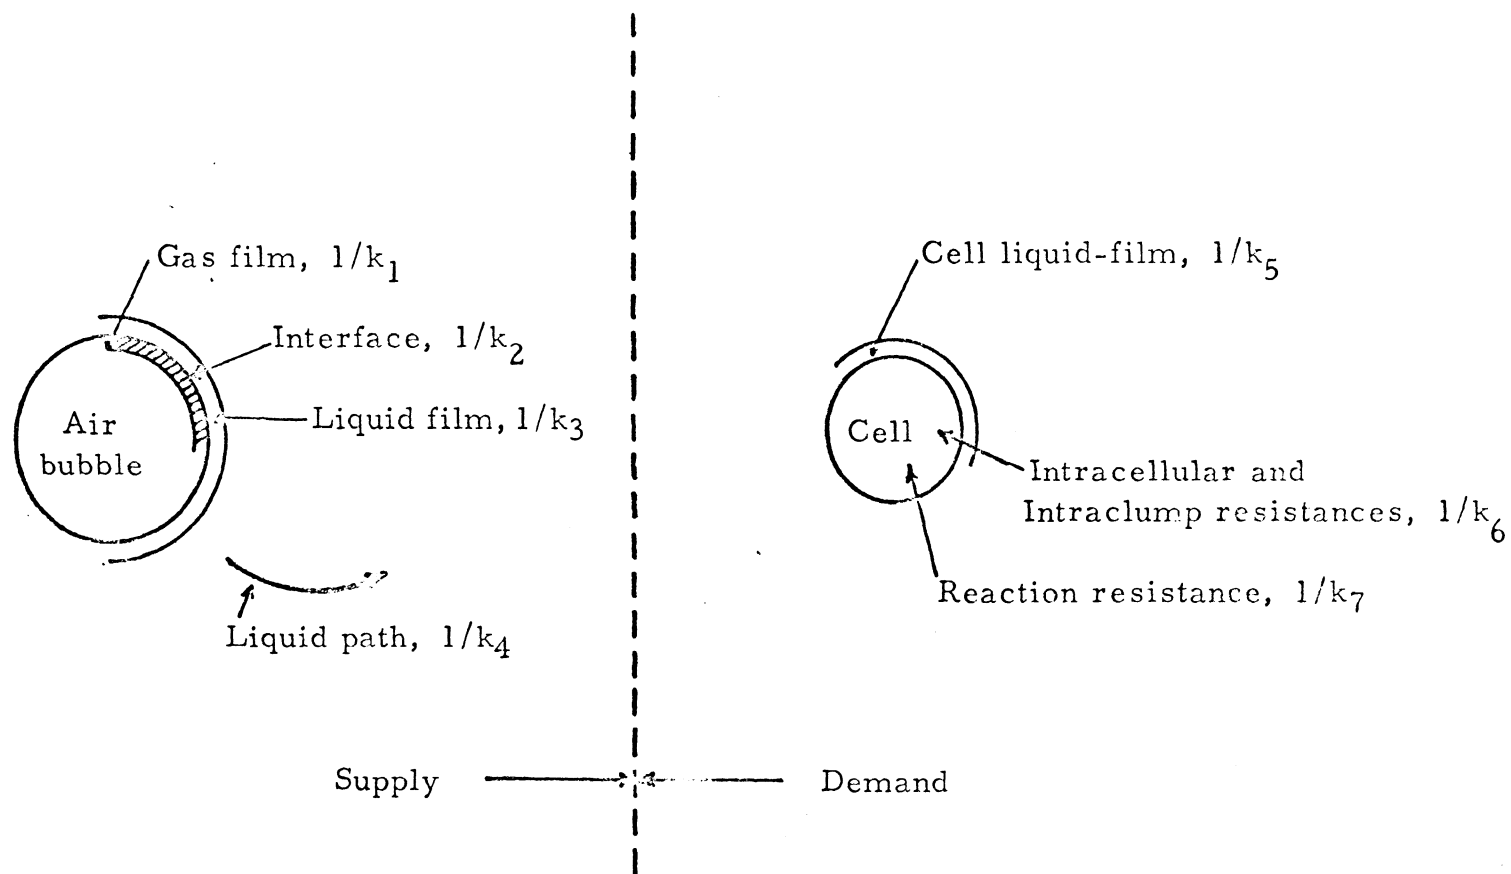 Gas film, 1/k₁
Interface, 1/k₂
Liquid film, 1/k₃
Air
bubble
Liquid path, 1/k₄
Cell liquid-film, 1/k₅
Cell
Intracellular and
Intraclump resistances, 1/k₆
Reaction resistance, 1/k₇
Supply
Demand